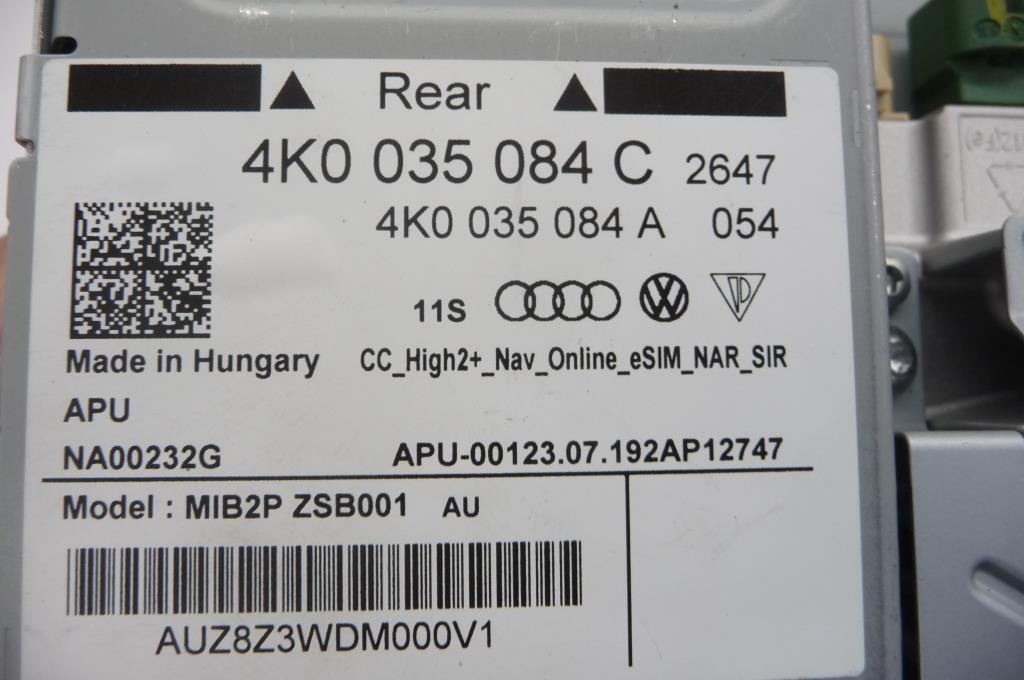 Rear
4K0 035 084 C 2647
4K0 035 084 A 054
11S
Made in Hungary CC_High2+_Nav_Online_eSIM_NAR_SIR
APU
NA00232G APU-00123.07.192AP12747
Model : MIB2P ZSB001 AU
AUZ8Z3WDM000V1